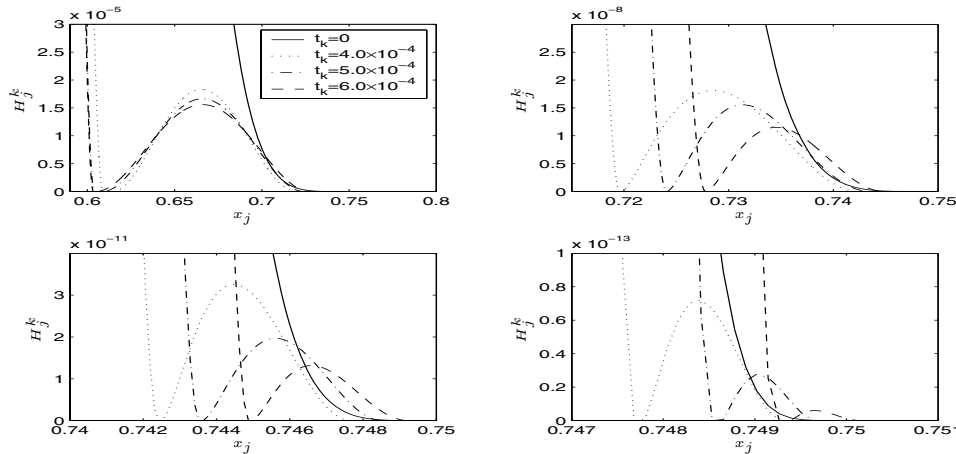 x 10⁻⁵
3
2.5
2
1.5
1
0.5
0
H_j^k
0.6 0.65 0.7 0.75 0.8
x_j
t_k=0
t_k=4.0×10⁻⁴
t_k=5.0×10⁻⁴
t_k=6.0×10⁻⁴
x 10⁻⁸
3
2.5
2
1.5
1
0.5
0
H_j^k
0.72 0.73 0.74 0.75
x_j
x 10⁻¹¹
3
2
1
0
H_j^k
0.74 0.742 0.744 0.746 0.748 0.75
x_j
x 10⁻¹³
1
0.8
0.6
0.4
0.2
0
H_j^k
0.747 0.748 0.749 0.75 0.751
x_j